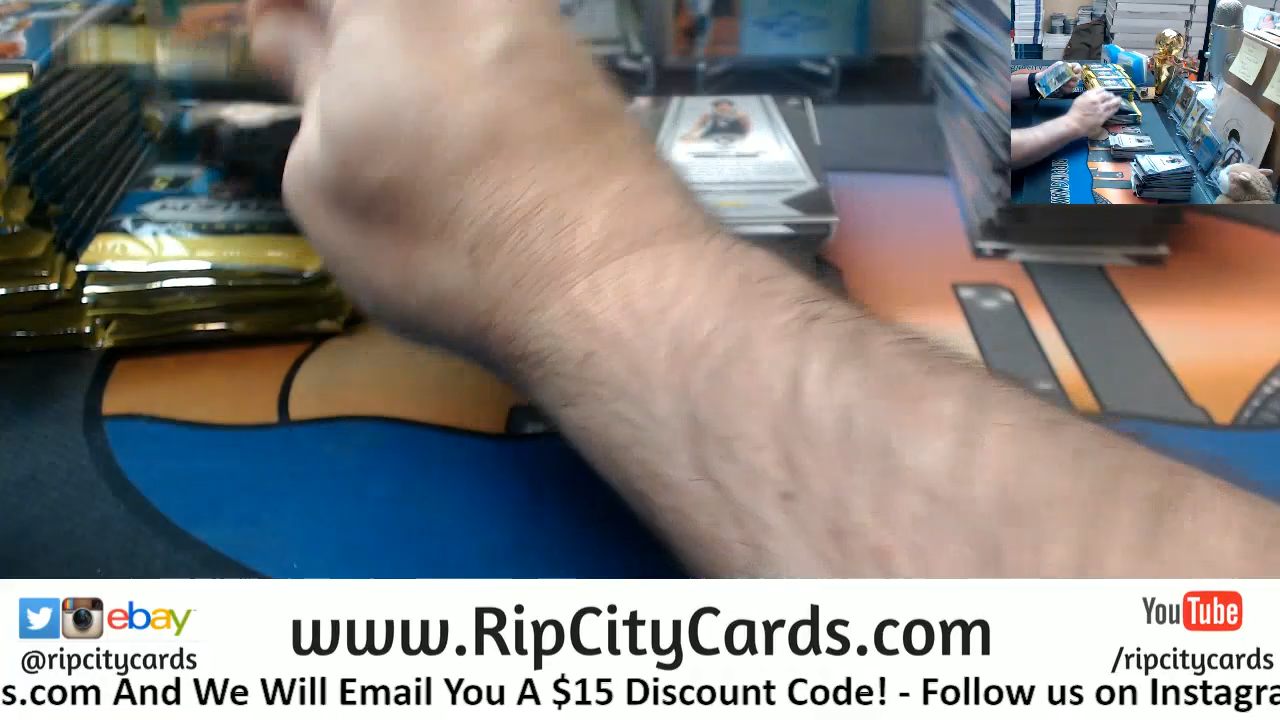 ebay
@ripcitycards
www.RipCityCards.com
YouTube
/ripcitycards
s.com And We Will Email You A $15 Discount Code! - Follow us on Instagra